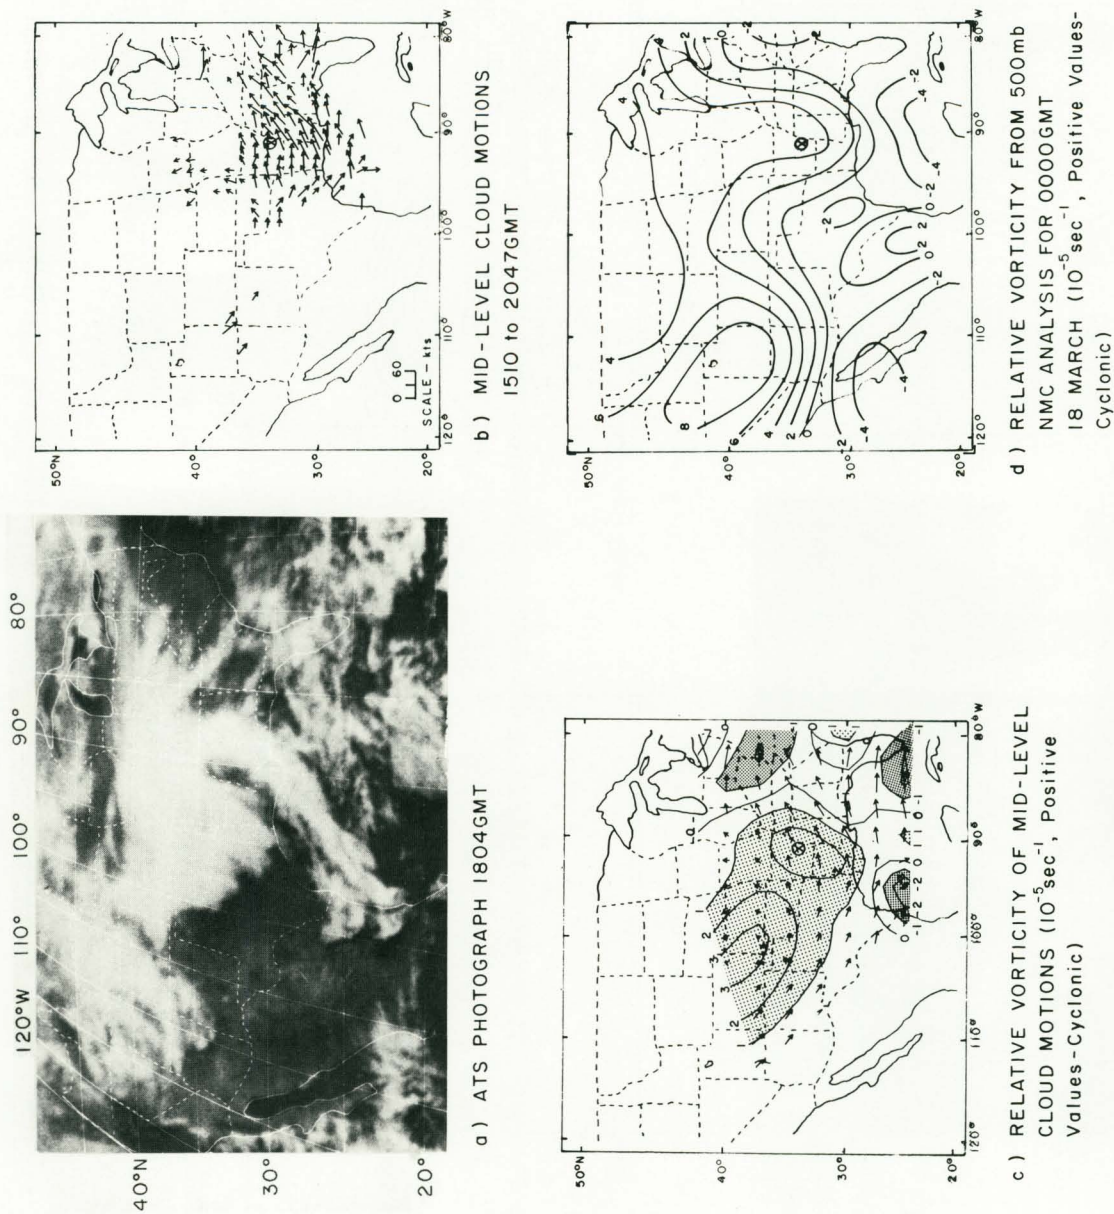 120°W 110° 100° 90° 80°
40°N
30°
20°
a) ATS PHOTOGRAPH 1804GMT
50°N
40°
30°
20°
120° 110° 100° 90° 80°W
0 60
SCALE - kts
b) MID-LEVEL CLOUD MOTIONS
1510 to 2047GMT
50°N
40°
30°
20°
120° 110° 100° 90° 80°W
c) RELATIVE VORTICITY OF MID-LEVEL
CLOUD MOTIONS (10⁻⁵sec⁻¹, Positive
Values-Cyclonic)
50°N
40°
30°
20°
120° 110° 100° 90° 80°W
d) RELATIVE VORTICITY FROM 500mb
NMC ANALYSIS FOR 0000GMT
18 MARCH (10⁻⁵sec⁻¹, Positive Values-
Cyclonic)